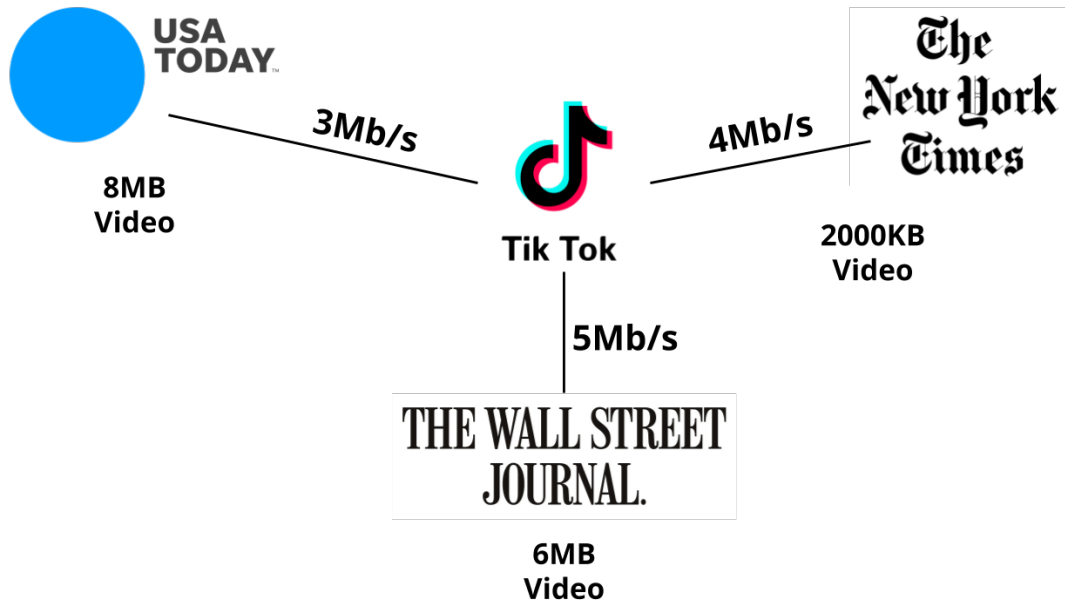 USA
TODAY
™
3Mb/s
8MB
Video
Tik Tok
4Mb/s
The
New York
Times
2000KB
Video
5Mb/s
THE WALL STREET
JOURNAL.
6MB
Video